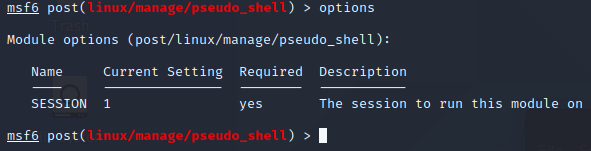 msf6 post(linux/manage/pseudo_shell) > options
Module options (post/linux/manage/pseudo_shell):
Name Current Setting Required Description
---- --------------- -------- -----------
SESSION 1 yes The session to run this module on
msf6 post(linux/manage/pseudo_shell) >